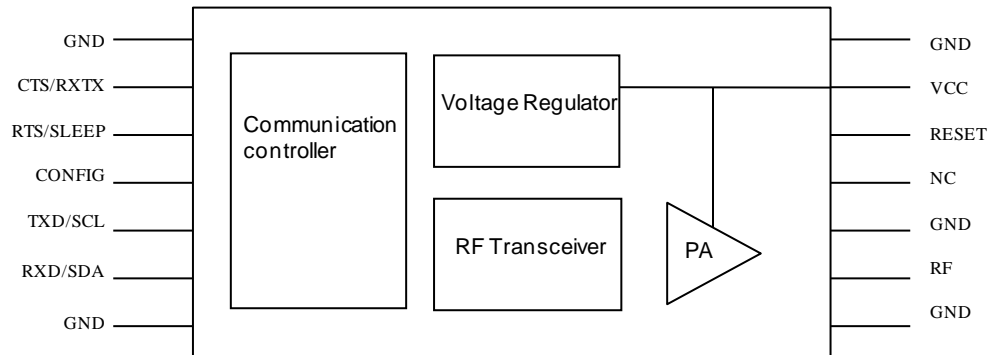 GND
CTS/RXTX
RTS/SLEEP
CONFIG
TXD/SCL
RXD/SDA
GND
Communication
controller
Voltage Regulator
RF Transceiver
PA
GND
VCC
RESET
NC
GND
RF
GND